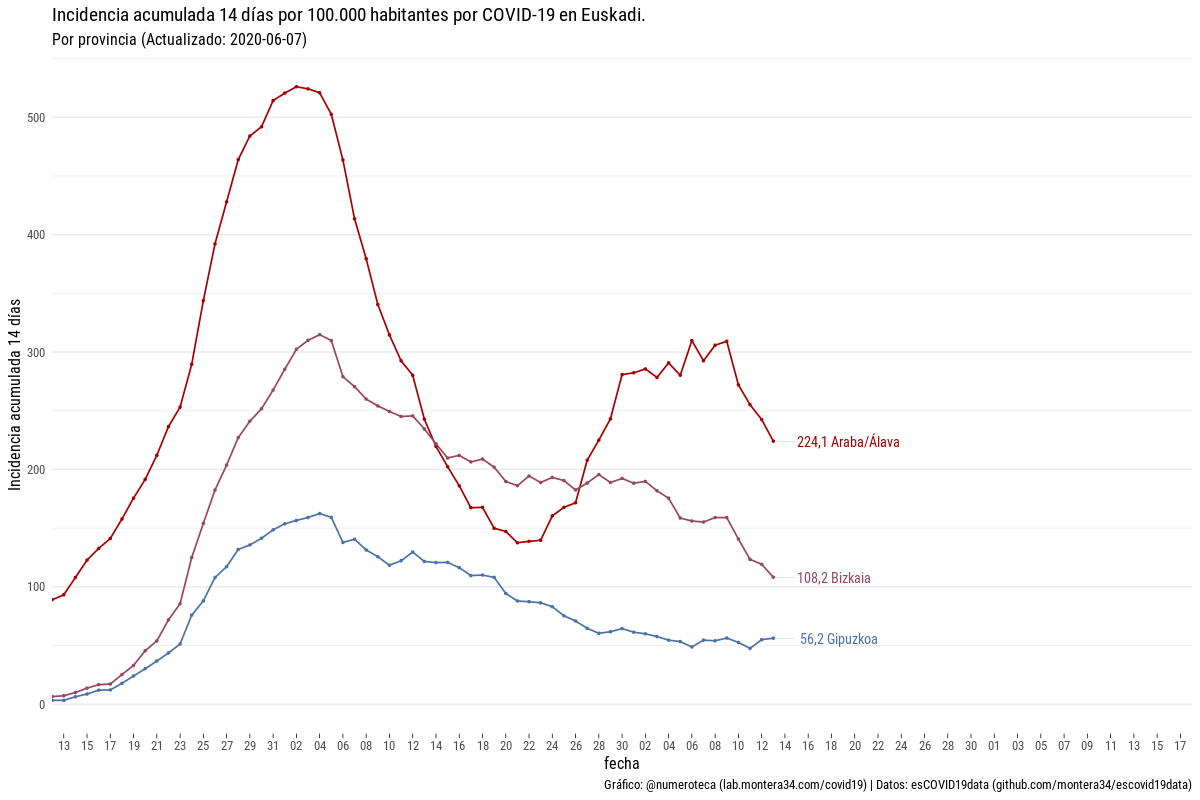 Incidencia acumulada 14 días por 100.000 habitantes por COVID-19 en Euskadi.
Por provincia (Actualizado: 2020-06-07)
Incidencia acumulada 14 días
500
400
300
200
100
0
224,1 Araba/Álava
108,2 Bizkaia
56,2 Gipuzkoa
13 15 17 19 21 23 25 27 29 31 02 04 06 08 10 12 14 16 18 20 22 24 26 28 30 02 04 06 08 10 12 14 16 18 20 22 24 26 28 30 01 03 05 07 09 11 13 15 17
fecha
Gráfico: @numeroteca (lab.montera34.com/covid19) | Datos: esCOVID19data (github.com/montera34/escovid19data)